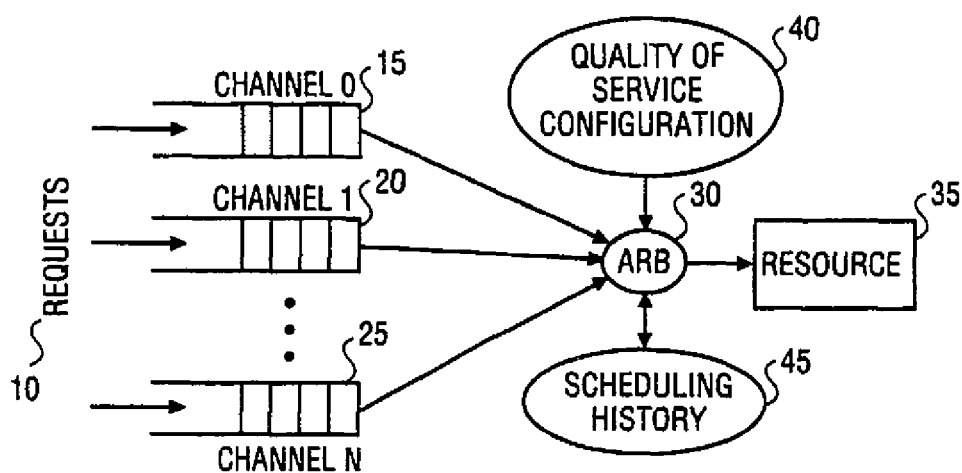 40
QUALITY OF
SERVICE
CONFIGURATION
CHANNEL 0
15
CHANNEL 1
20
30
35
ARB
RESOURCE
REQUESTS
10
25
CHANNEL N
45
SCHEDULING
HISTORY